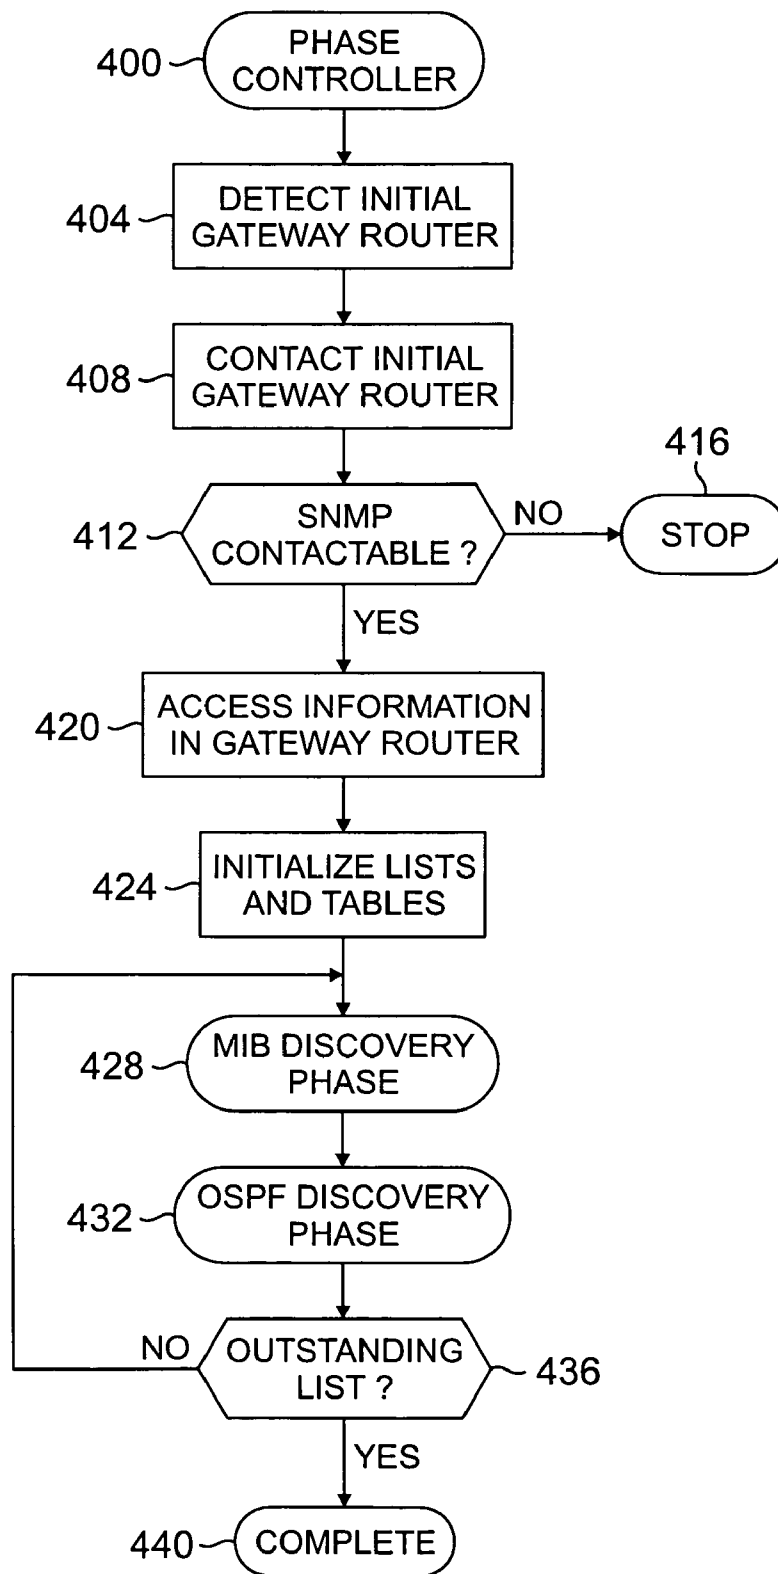 400
PHASE
CONTROLLER
404
DETECT INITIAL
GATEWAY ROUTER
408
CONTACT INITIAL
GATEWAY ROUTER
412
SNMP
CONTACTABLE ?
NO
416
STOP
YES
420
ACCESS INFORMATION
IN GATEWAY ROUTER
424
INITIALIZE LISTS
AND TABLES
428
MIB DISCOVERY
PHASE
432
OSPF DISCOVERY
PHASE
NO
OUTSTANDING
LIST ?
436
YES
440
COMPLETE